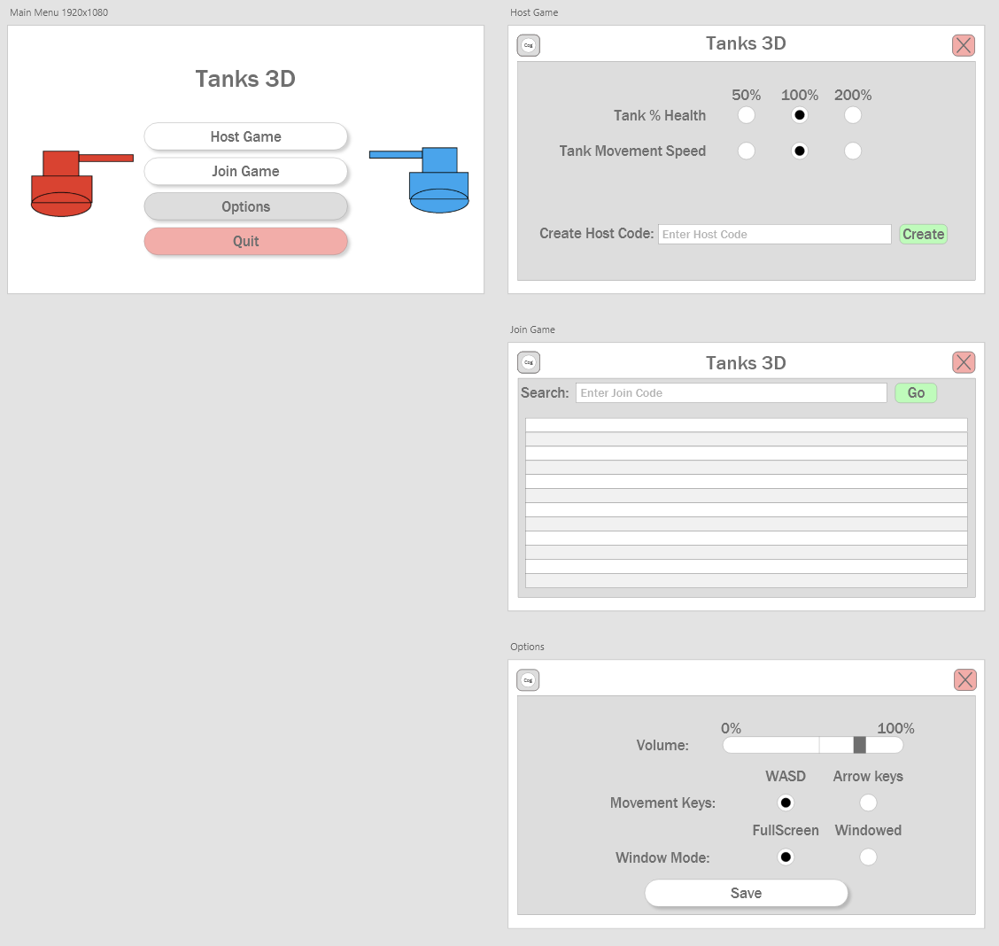 Main Menu 1920x1080
Tanks 3D
Host Game
Join Game
Options
Quit
Host Game
Cog
Tanks 3D
50% 100% 200%
Tank % Health
Tank Movement Speed
Create Host Code: Enter Host Code Create
Join Game
Cog
Tanks 3D
Search: Enter Join Code Go
Options
Cog
0% 100%
Volume:
WASD Arrow keys
Movement Keys:
FullScreen Windowed
Window Mode:
Save